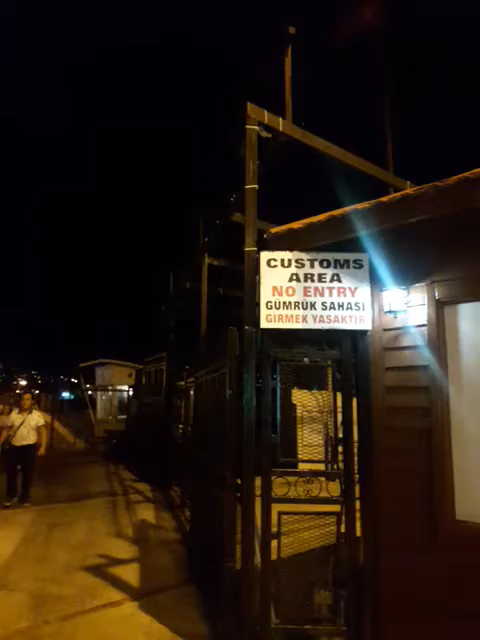 CUSTOMS
AREA
NO ENTRY
GÜMRÜK SAHASI
GIRMEK YASAKTIR